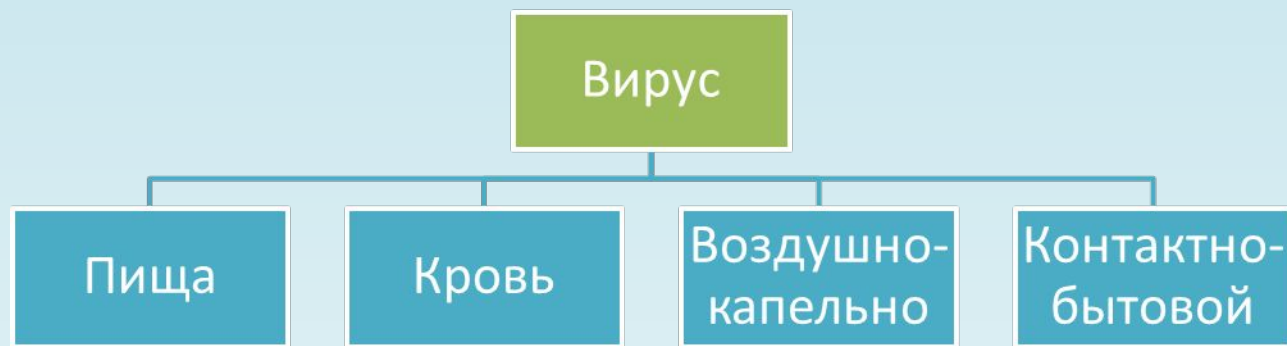 Вирус
Пища
Кровь
Воздушно-
капельно
Контактно-
бытовой